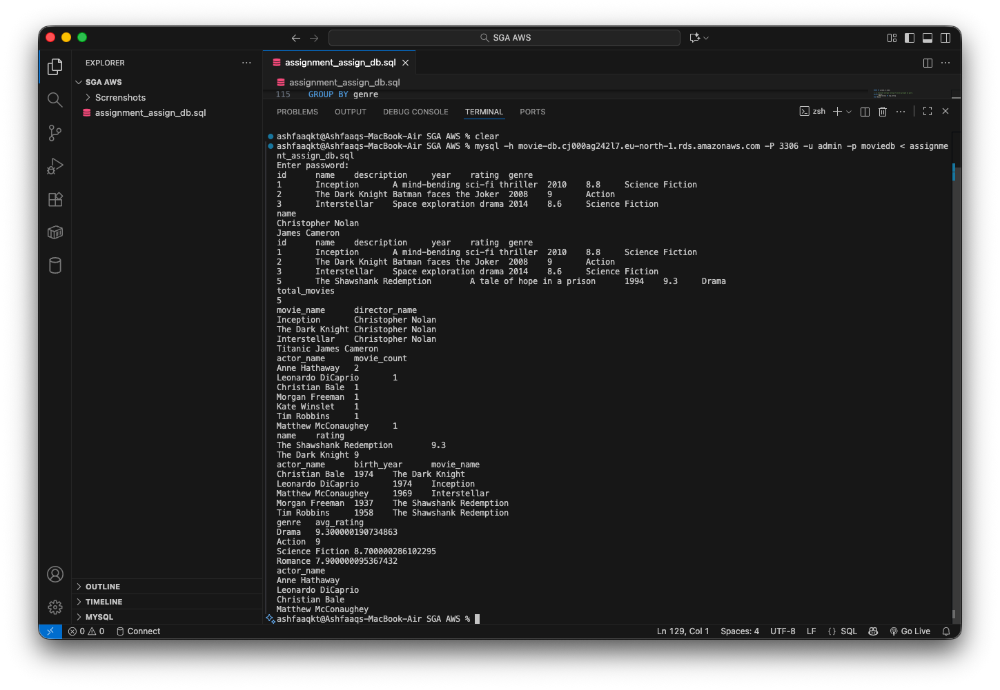 SGA AWS
EXPLORER
SGA AWS
Scrrenshots
assignment_assign_db.sql
assignment_assign_db.sql
assignment_assign_db.sql
115 GROUP BY genre
PROBLEMS OUTPUT DEBUG CONSOLE TERMINAL PORTS
zsh
ashfaaqkt@Ashfaaqs-MacBook-Air SGA AWS % clear
ashfaaqkt@Ashfaaqs-MacBook-Air SGA AWS % mysql -h movie-db.cj000ag242l7.eu-north-1.rds.amazonaws.com -P 3306 -u admin -p moviedb < assignme
nt_assign_db.sql
Enter password:
id name description year rating genre
1 Inception A mind-bending sci-fi thriller 2010 8.8 Science Fiction
2 The Dark Knight Batman faces the Joker 2008 9 Action
3 Interstellar Space exploration drama 2014 8.6 Science Fiction
name
Christopher Nolan
James Cameron
id name description year rating genre
1 Inception A mind-bending sci-fi thriller 2010 8.8 Science Fiction
2 The Dark Knight Batman faces the Joker 2008 9 Action
3 Interstellar Space exploration drama 2014 8.6 Science Fiction
5 The Shawshank Redemption A tale of hope in a prison 1994 9.3 Drama
total_movies
5
movie_name director_name
Inception Christopher Nolan
The Dark Knight Christopher Nolan
Interstellar Christopher Nolan
Titanic James Cameron
actor_name movie_count
Anne Hathaway 2
Leonardo DiCaprio 1
Christian Bale 1
Morgan Freeman 1
Kate Winslet 1
Tim Robbins 1
Matthew McConaughey 1
name rating
The Shawshank Redemption 9.3
The Dark Knight 9
actor_name birth_year movie_name
Christian Bale 1974 The Dark Knight
Leonardo DiCaprio 1974 Inception
Matthew McConaughey 1969 Interstellar
Morgan Freeman 1937 The Shawshank Redemption
Tim Robbins 1958 The Shawshank Redemption
genre avg_rating
Drama 9.300000190734863
Action 9
Science Fiction 8.700000286102295
Romance 7.900000095367432
actor_name
Anne Hathaway
Leonardo DiCaprio
Christian Bale
Matthew McConaughey
ashfaaqkt@Ashfaaqs-MacBook-Air SGA AWS %
OUTLINE
TIMELINE
MYSQL
0 0 Connect Ln 129, Col 1 Spaces: 4 UTF-8 LF {} SQL Go Live